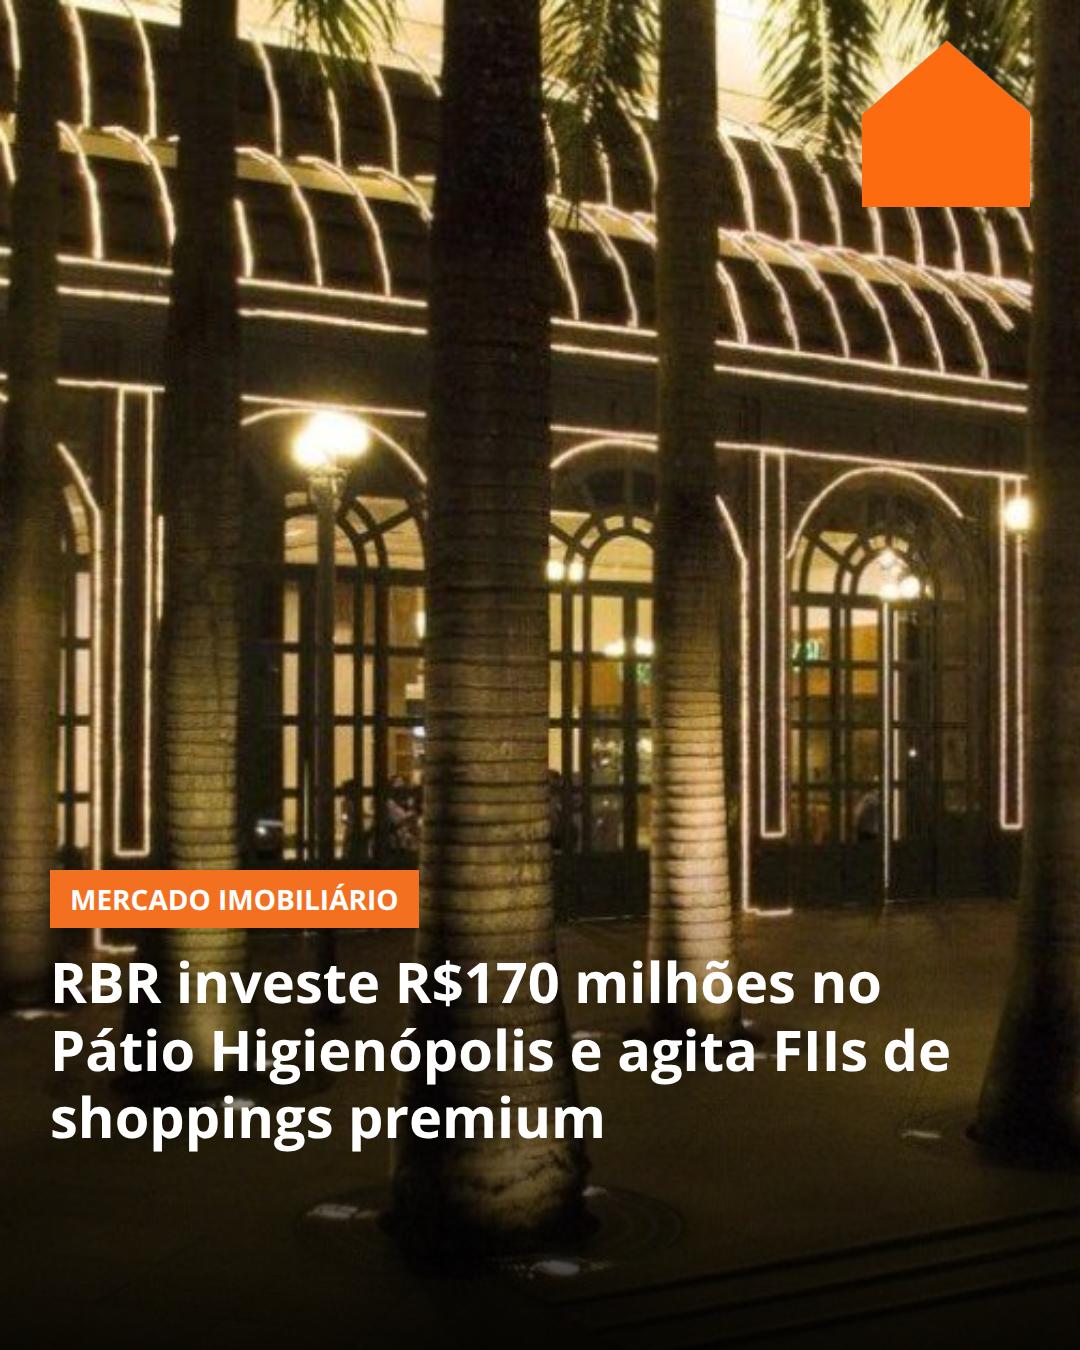 MERCADO IMOBILIÁRIO
RBR investe R$170 milhões no
Pátio Higienópolis e agita FIIs de
shoppings premium